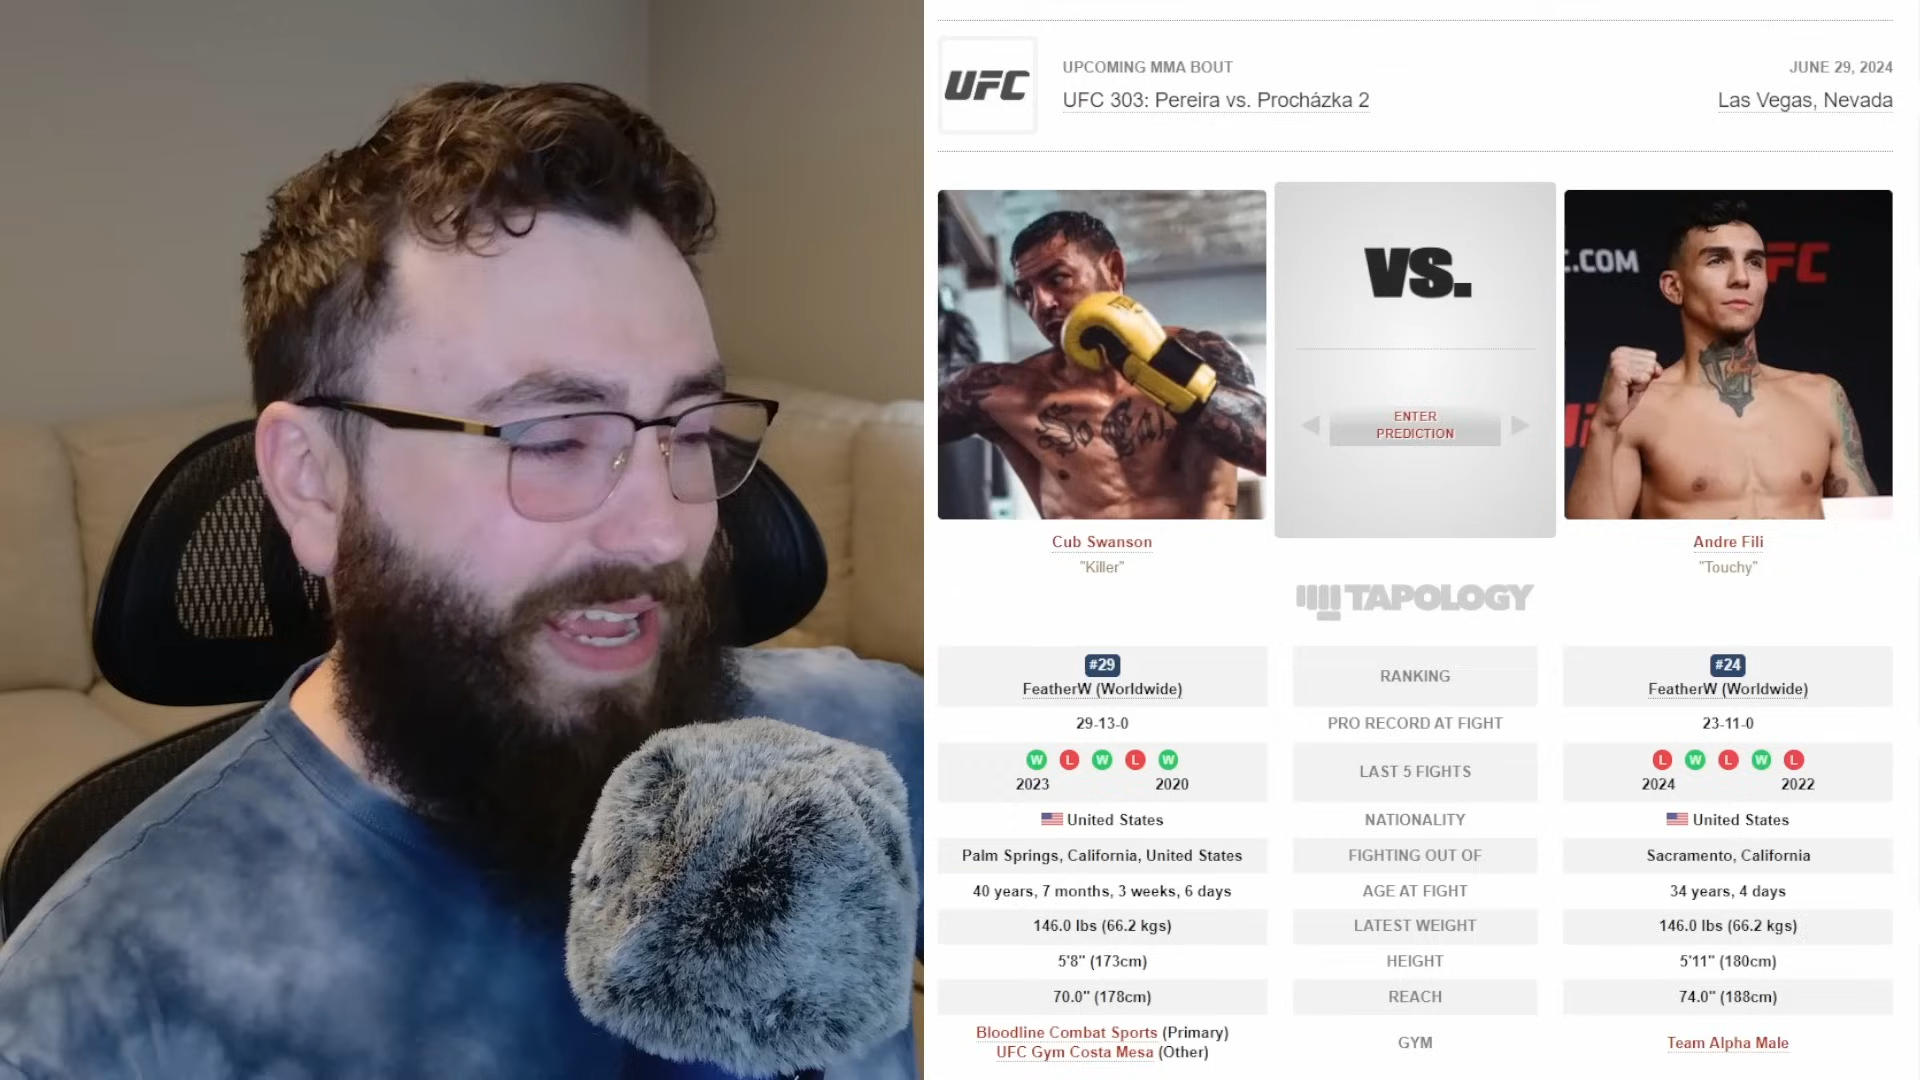 UFC
UPCOMING MMA BOUT
JUNE 29, 2024
UFC 303: Pereira vs. Procházka 2
Las Vegas, Nevada
So Cal
VS.
.COM
FC
ENTER
PREDICTION
Cub Swanson
Andre Fili
"Killer"
"Touchy"
TAPOLOGY
#29
RANKING
#24
FeatherW (Worldwide)
FeatherW (Worldwide)
29-13-0
PRO RECORD AT FIGHT
23-11-0
W L W L W
LAST 5 FIGHTS
L W L W L
2023
2020
2024
2022
United States
NATIONALITY
United States
Palm Springs, California, United States
FIGHTING OUT OF
Sacramento, California
40 years, 7 months, 3 weeks, 6 days
AGE AT FIGHT
34 years, 4 days
146.0 lbs (66.2 kgs)
LATEST WEIGHT
146.0 lbs (66.2 kgs)
5'8" (173cm)
HEIGHT
5'11" (180cm)
70.0" (178cm)
REACH
74.0" (188cm)
Bloodline Combat Sports (Primary)
UFC Gym Costa Mesa (Other)
GYM
Team Alpha Male